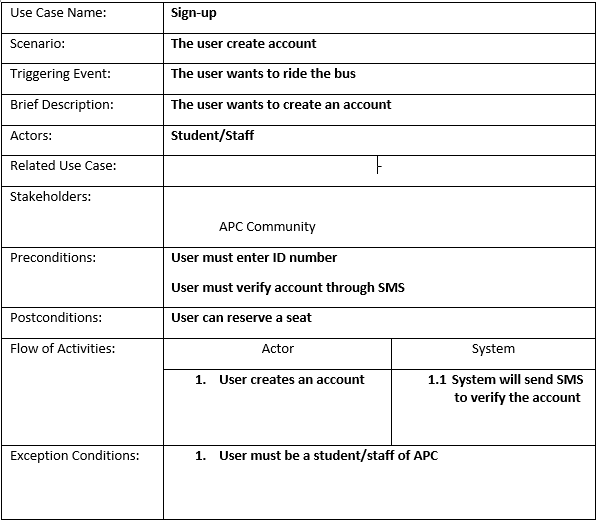 Use Case Name: Sign-up
Scenario: The user create account
Triggering Event: The user wants to ride the bus
Brief Description: The user wants to create an account
Actors: Student/Staff
Related Use Case: -
Stakeholders:
APC Community
Preconditions: User must enter ID number
User must verify account through SMS
Postconditions: User can reserve a seat
Flow of Activities: Actor System
1. User creates an account 1.1 System will send SMS
to verify the account
Exception Conditions: 1. User must be a student/staff of APC